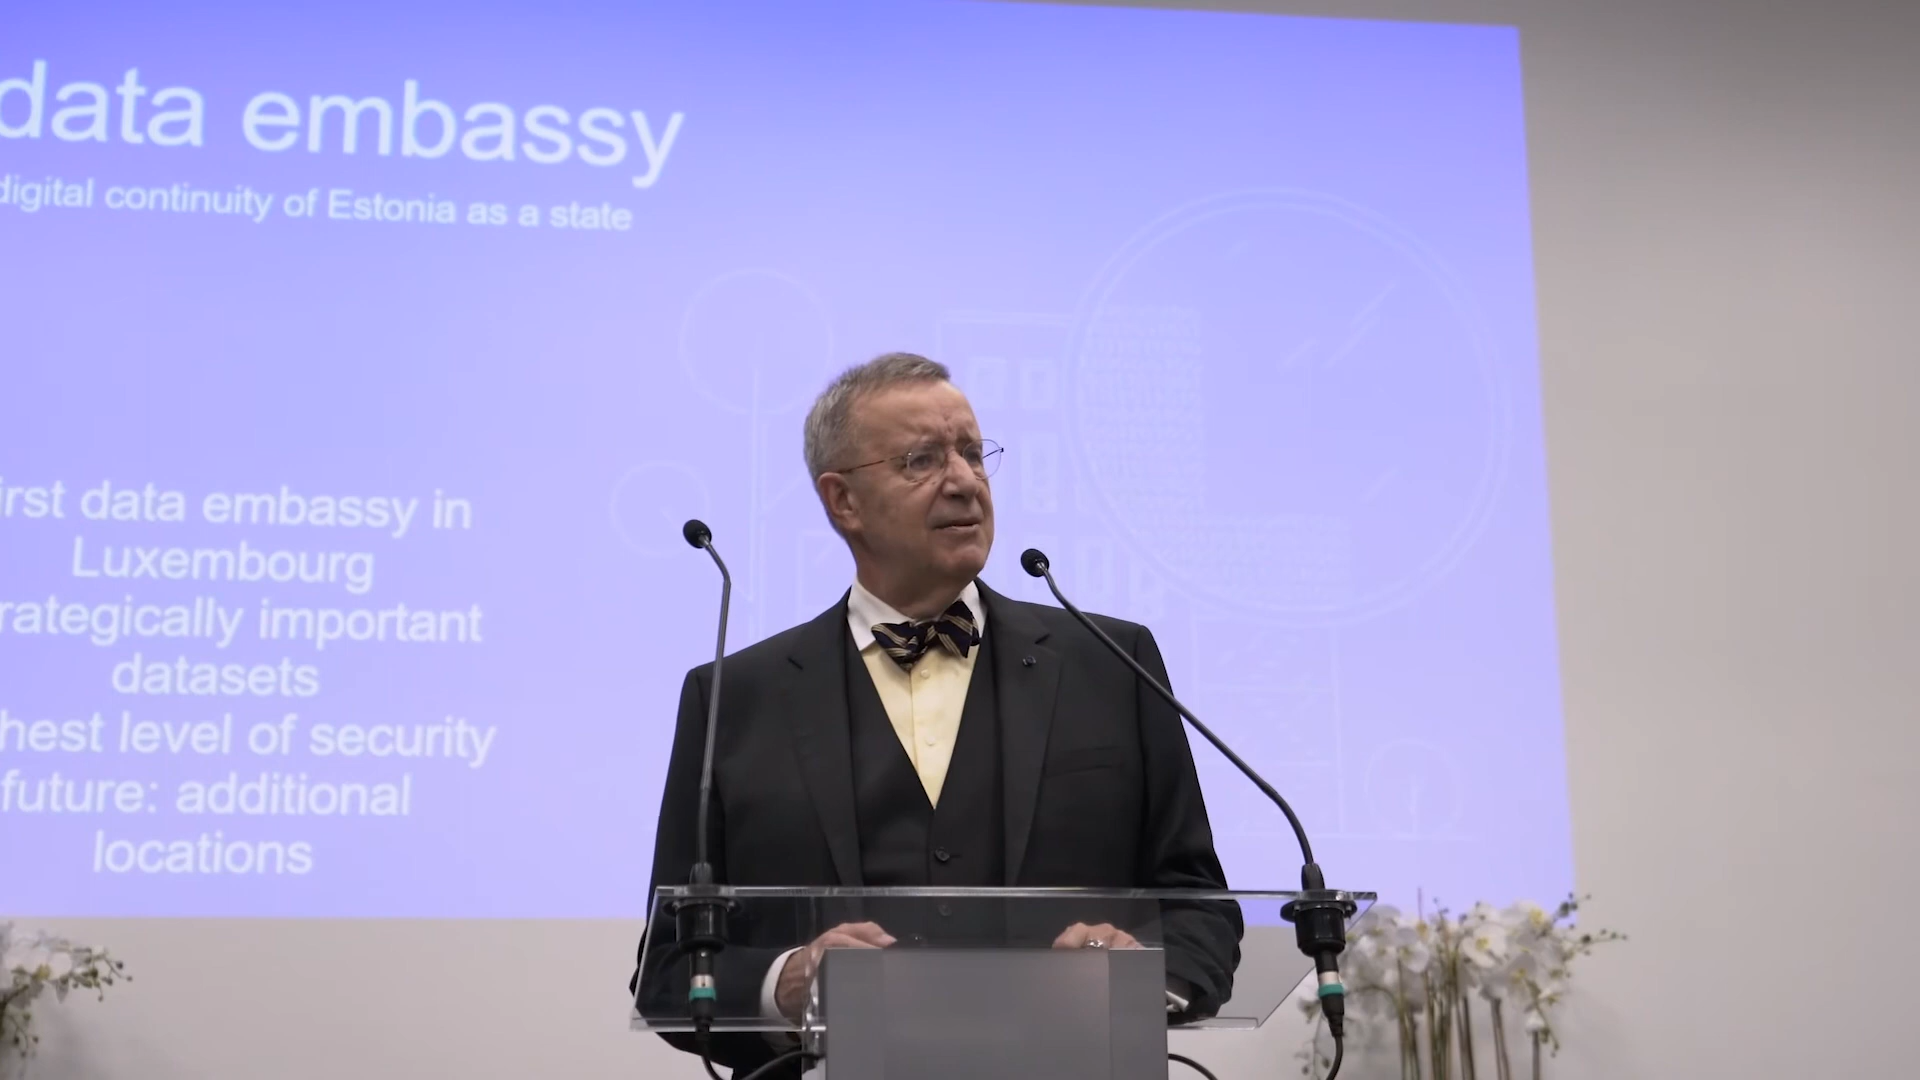 data embassy
digital continuity of Estonia as a state
irst data embassy in
Luxembourg
rategically important
datasets
hest level of security
future: additional
locations